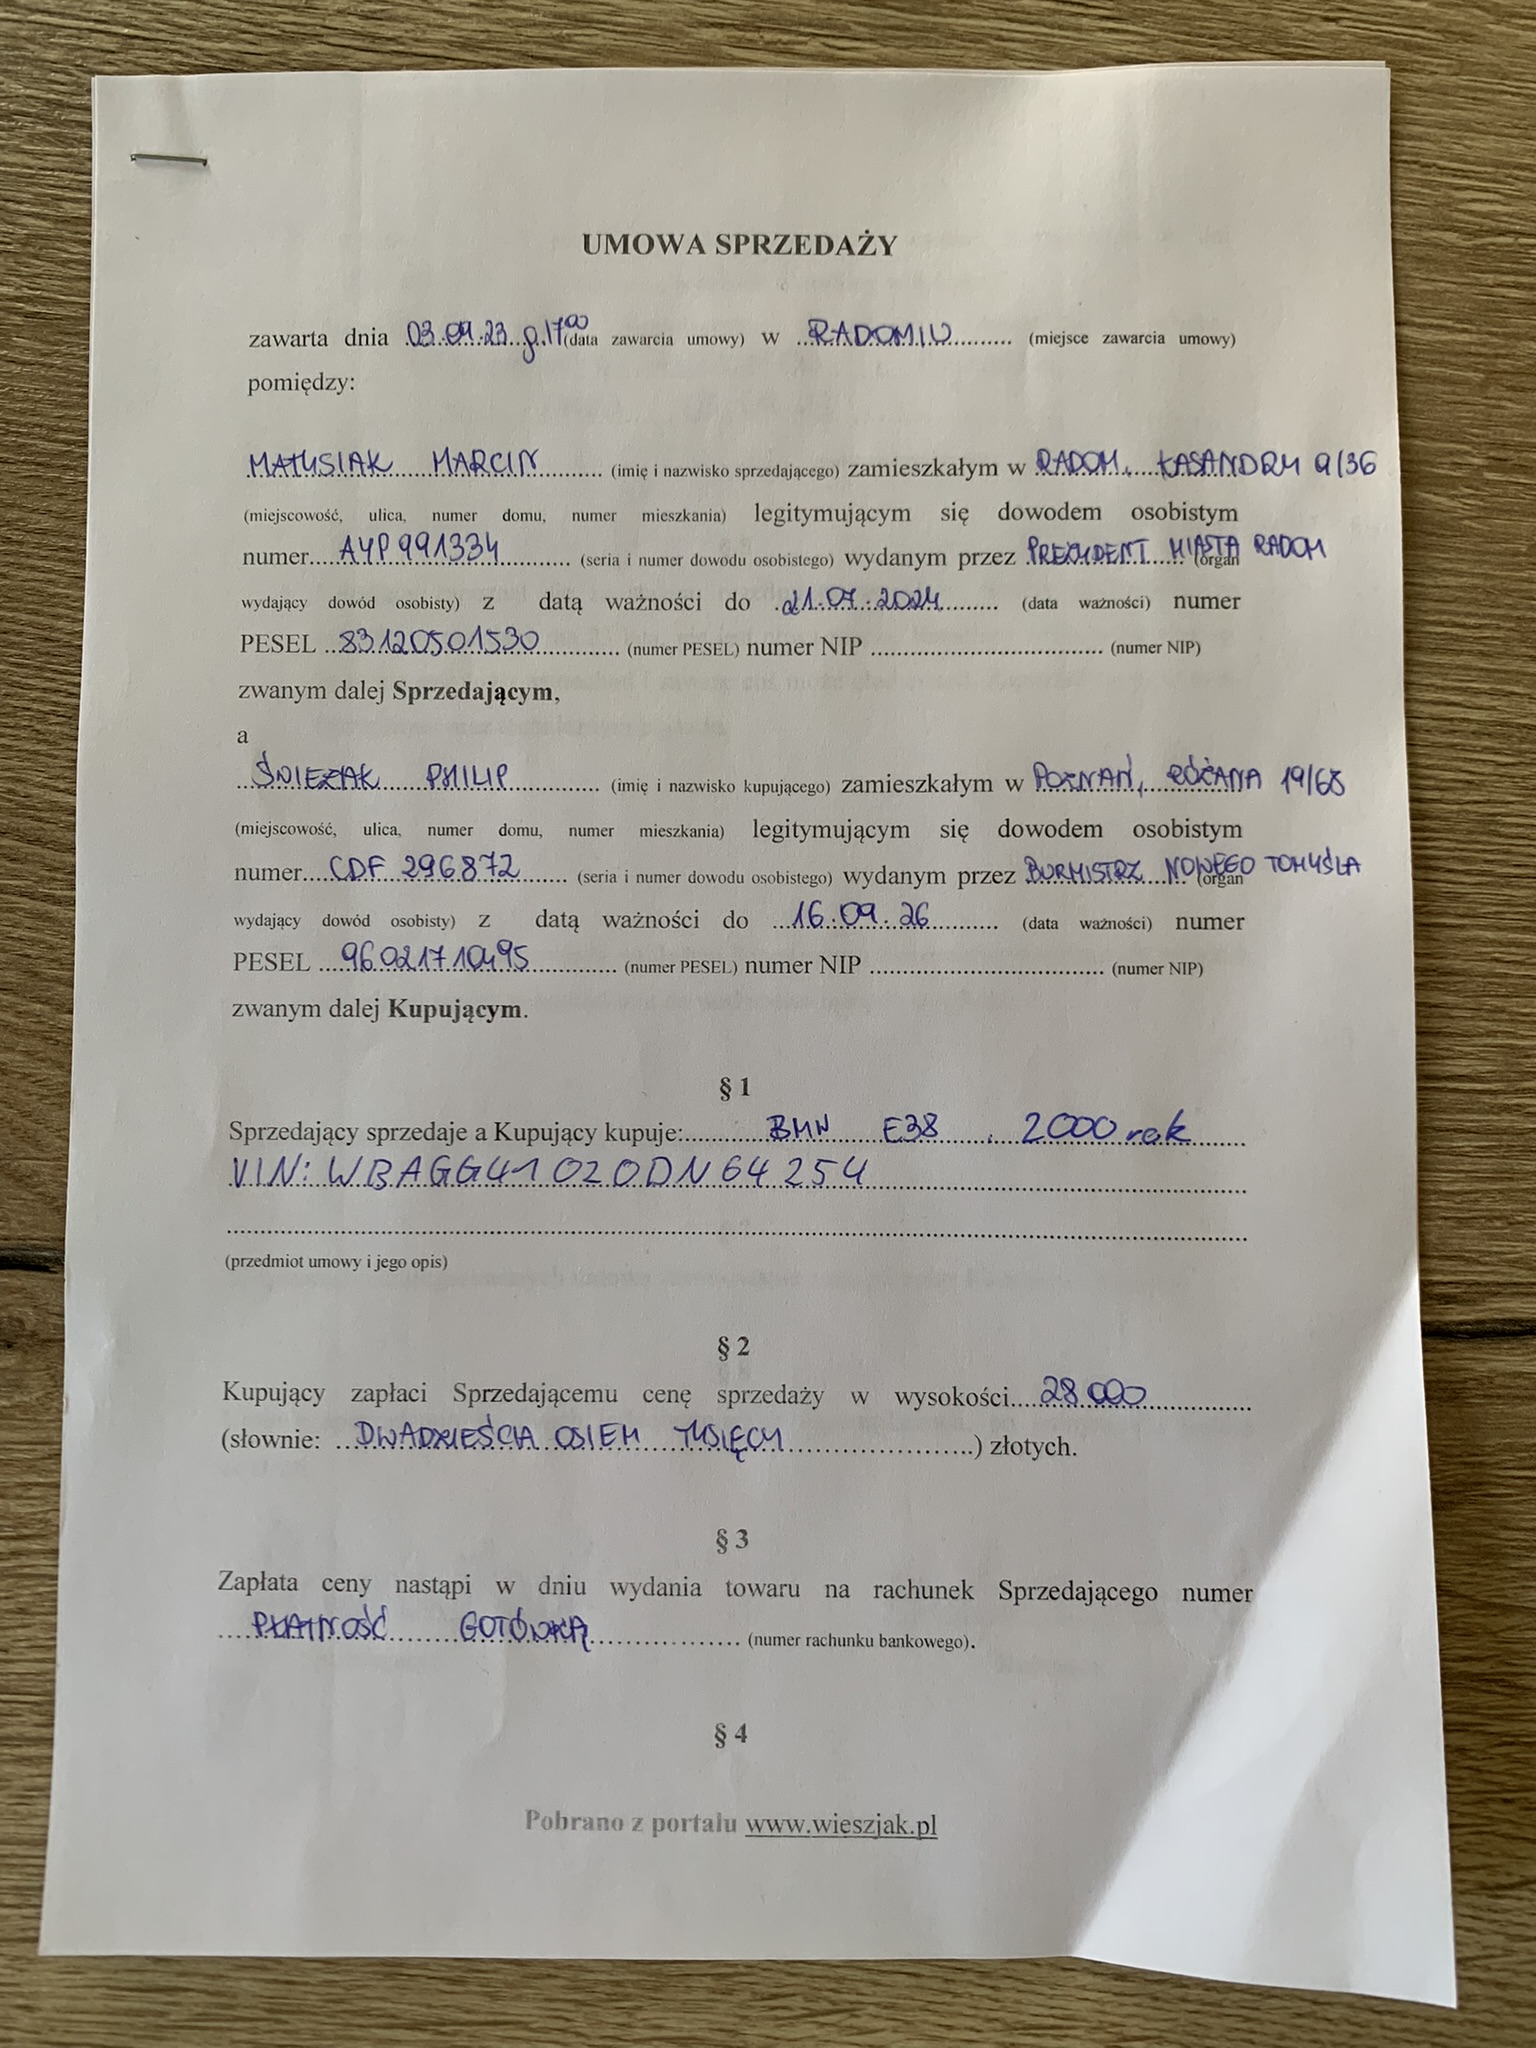 UMOWA SPRZEDAŻY
zawarta dnia 03.09.23 g.17⁰⁰ (data zawarcia umowy) w RADOMIU (miejsce zawarcia umowy)
pomiędzy:
MATUSIAK MARCIN (imię i nazwisko sprzedającego) zamieszkałym w RADOM, KASANDRY 9/36
(miejscowość, ulica, numer domu, numer mieszkania) legitymującym się dowodem osobistym
numer AYP991334 (seria i numer dowodu osobistego) wydanym przez PREZYDENT MIASTA RADOM (organ
wydający dowód osobisty) z datą ważności do 21.07.2024 (data ważności) numer
PESEL 83120501530 (numer PESEL) numer NIP (numer NIP)
zwanym dalej Sprzedającym,
a
ŚNIEŻAK PHILIP (imię i nazwisko kupującego) zamieszkałym w POZNAŃ, RÓŻANA 19/68
(miejscowość, ulica, numer domu, numer mieszkania) legitymującym się dowodem osobistym
numer CDF 296872 (seria i numer dowodu osobistego) wydanym przez BURMISTRZ NOWEGO TOMYŚLA (organ
wydający dowód osobisty) z datą ważności do 16.09.26 (data ważności) numer
PESEL 96021710495 (numer PESEL) numer NIP (numer NIP)
zwanym dalej Kupującym.
§ 1
Sprzedający sprzedaje a Kupujący kupuje: BMW E38 . 2000 rok
VIN: WBAGG41020DN64254
(przedmiot umowy i jego opis)
§ 2
Kupujący zapłaci Sprzedającemu cenę sprzedaży w wysokości 28 000
(słownie: DWADZIEŚCIA OSIEM TYSIĘCY) złotych.
§ 3
Zapłata ceny nastąpi w dniu wydania towaru na rachunek Sprzedającego numer
PŁATNOŚĆ GOTÓWKĄ (numer rachunku bankowego).
§ 4
Pobrano z portalu www.wieszjak.pl